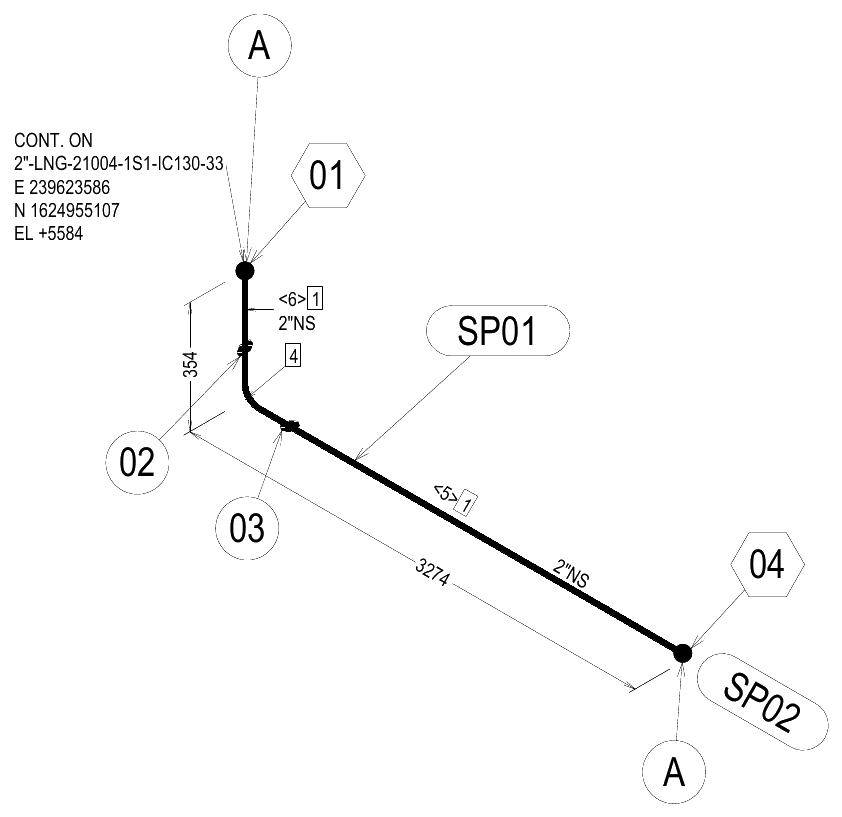 A
CONT. ON
2"-LNG-21004-1S1-IC130-33
E 239623586
N 1624955107
EL +5584
01
<6> 1
2"NS
SP01
354
4
02
03
<5> 1
3274
2"NS
04
SP02
A